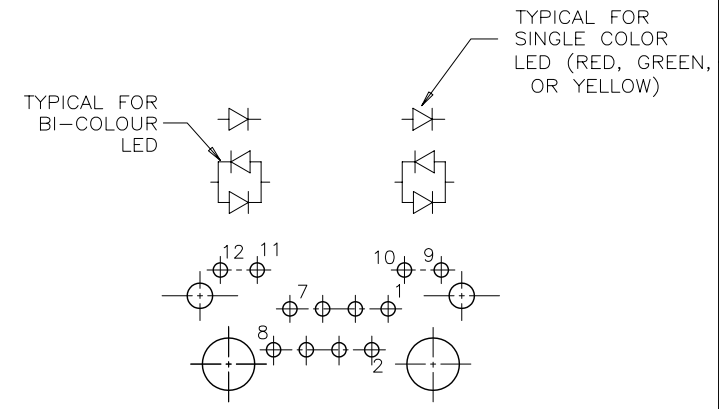 TYPICAL FOR
SINGLE COLOR
LED (RED, GREEN,
OR YELLOW)
TYPICAL FOR
BI-COLOUR
LED
12 11 10 9
7 1
8 2